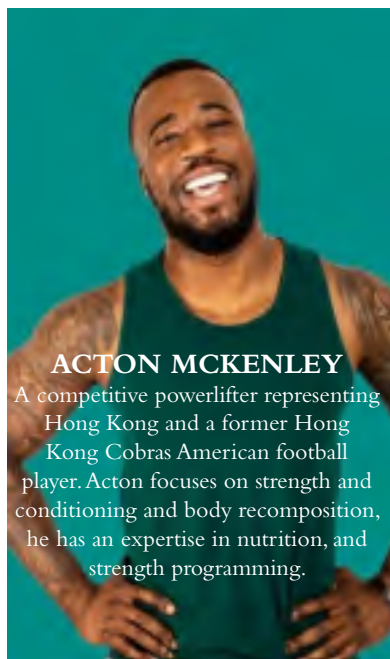 ACTON MCKENLEY
A competitive powerlifter representing
Hong Kong and a former Hong
Kong Cobras American football
player. Acton focuses on strength and
conditioning and body recomposition,
he has an expertise in nutrition, and
strength programming.